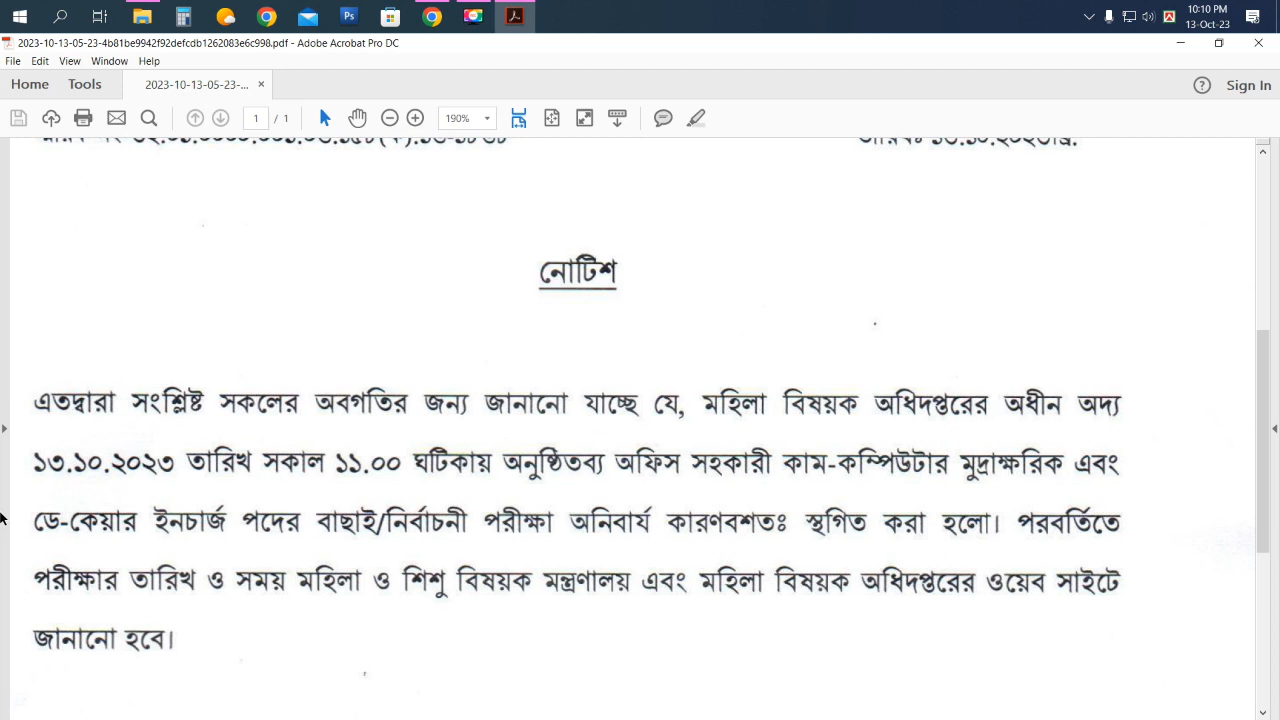 10:10 PM
13-Oct-23
2023-10-13-05-23-4b81be9942f92defcdb1262083e6c998.pdf - Adobe Acrobat Pro DC
File Edit View Window Help
Home Tools 2023-10-13-05-23-... × Sign In
1 / 1 190%
নোটিশ
এতদ্বারা সংশ্লিষ্ট সকলের অবগতির জন্য জানানো যাচ্ছে যে, মহিলা বিষয়ক অধিদপ্তরের অধীন অদ্য
১৩.১০.২০২৩ তারিখ সকাল ১১.০০ ঘটিকায় অনুষ্ঠিতব্য অফিস সহকারী কাম-কম্পিউটার মুদ্রাক্ষরিক এবং
ডে-কেয়ার ইনচার্জ পদের বাছাই/নির্বাচনী পরীক্ষা অনিবার্য কারণবশতঃ স্থগিত করা হলো। পরবর্তিতে
পরীক্ষার তারিখ ও সময় মহিলা ও শিশু বিষয়ক মন্ত্রণালয় এবং মহিলা বিষয়ক অধিদপ্তরের ওয়েব সাইটে
জানানো হবে।